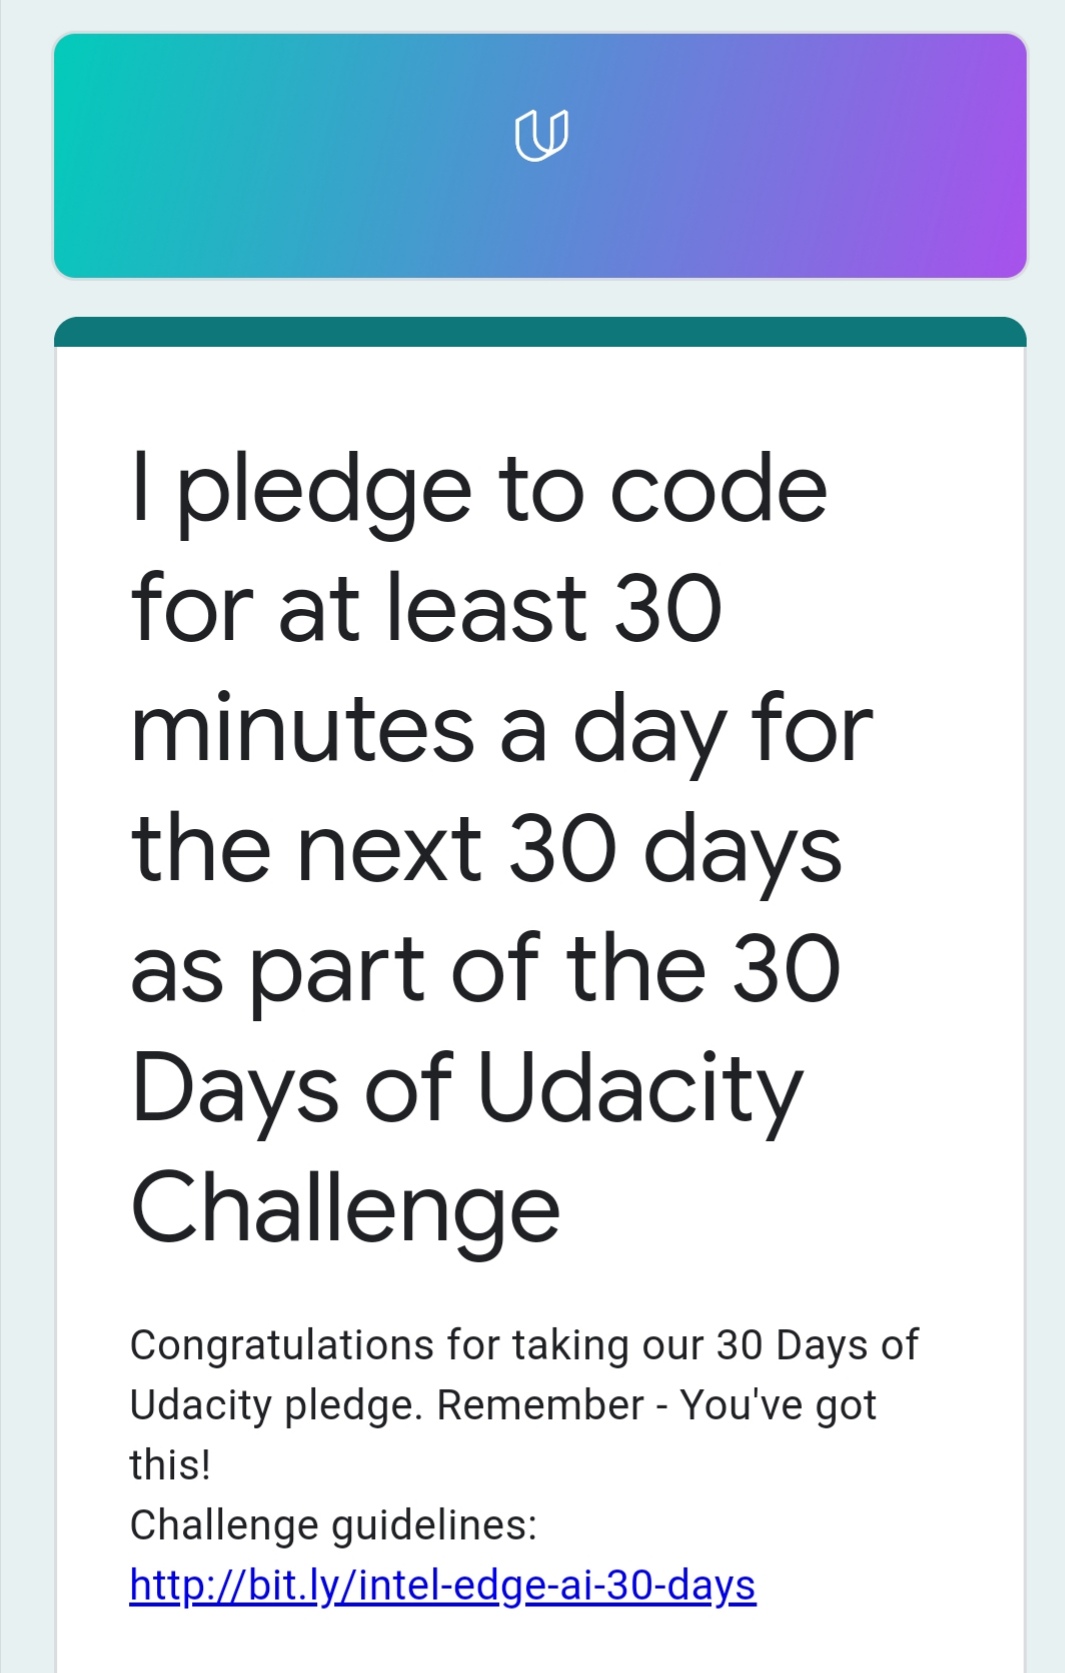 I pledge to code
for at least 30
minutes a day for
the next 30 days
as part of the 30
Days of Udacity
Challenge
Congratulations for taking our 30 Days of
Udacity pledge. Remember - You've got
this!
Challenge guidelines:
http://bit.ly/intel-edge-ai-30-days